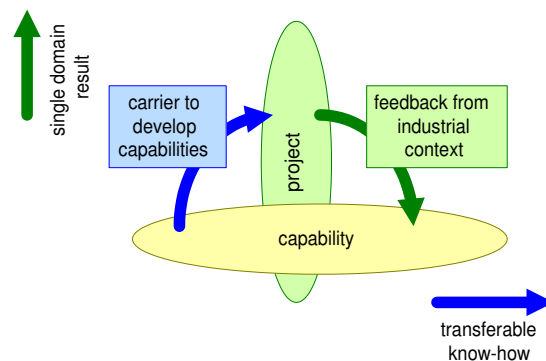 single domain
result
carrier to
develop
capabilities
project
feedback from
industrial
context
capability
transferable
know-how